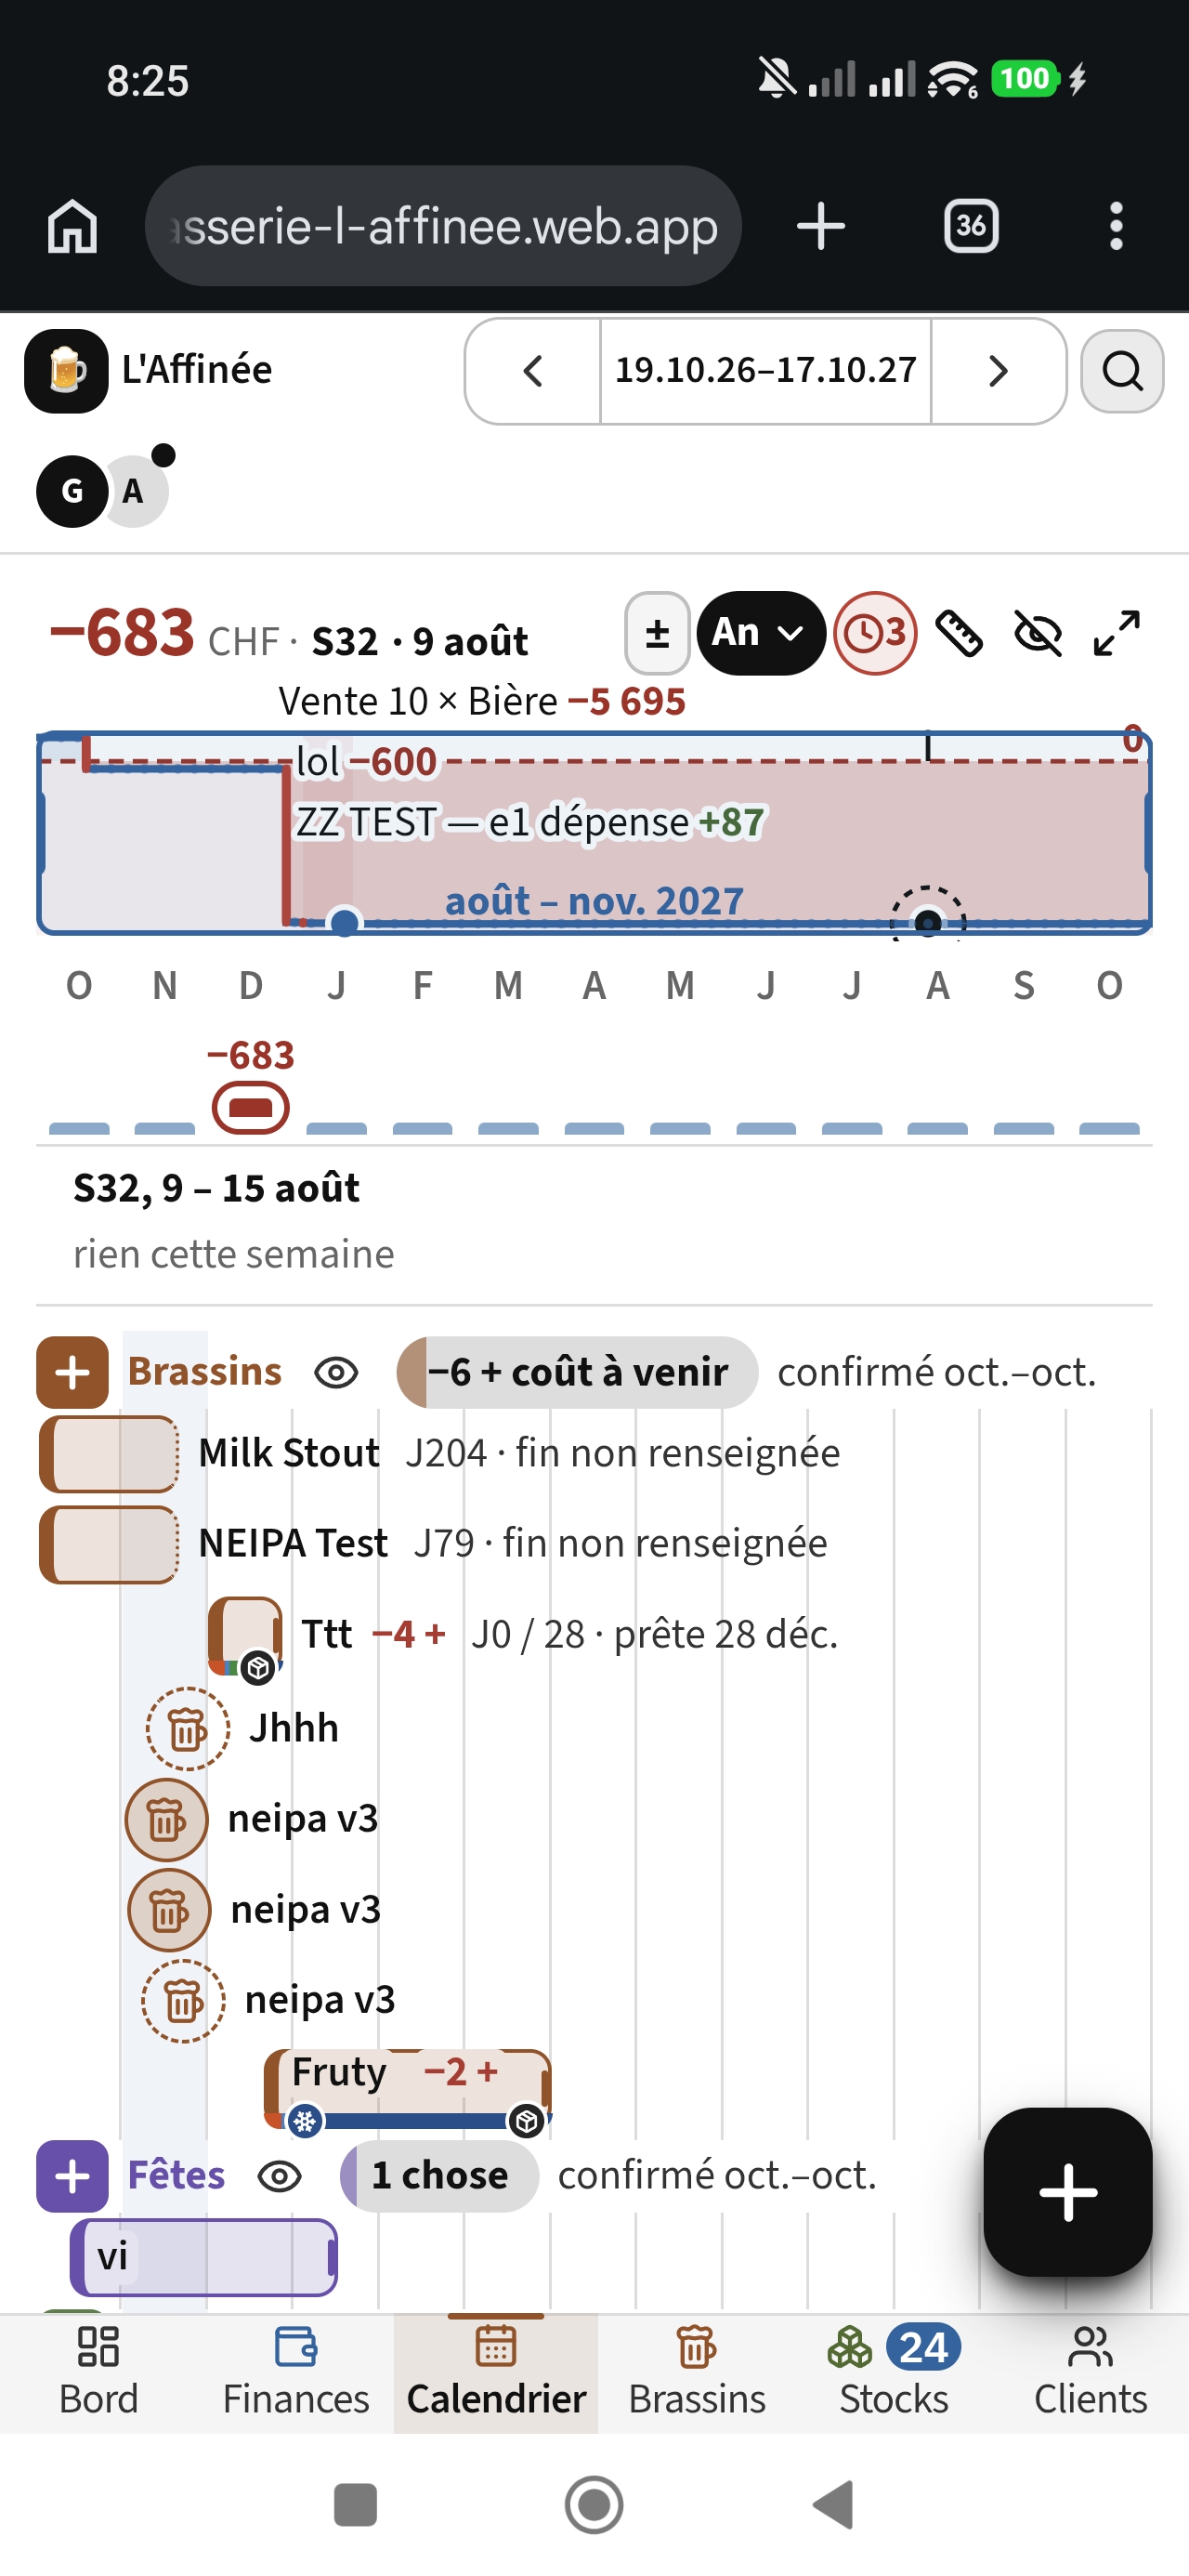 8:25
6
100
asserie-l-affinee.web.app
36
L'Affinée
19.10.26–17.10.27
G A
−683 CHF · S32 · 9 août
± An 3
Vente 10 × Bière −5 695
0
lol −600
ZZ TEST — e1 dépense +87
août – nov. 2027
O N D J F M A M J J A S O
−683
S32, 9 – 15 août
rien cette semaine
Brassins −6 + coût à venir confirmé oct.–oct.
Milk Stout J204 · fin non renseignée
NEIPA Test J79 · fin non renseignée
Ttt −4 + J0 / 28 · prête 28 déc.
Jhhh
neipa v3
neipa v3
neipa v3
Fruty −2 +
Fêtes 1 chose confirmé oct.–oct.
vi
24
Bord Finances Calendrier Brassins Stocks Clients